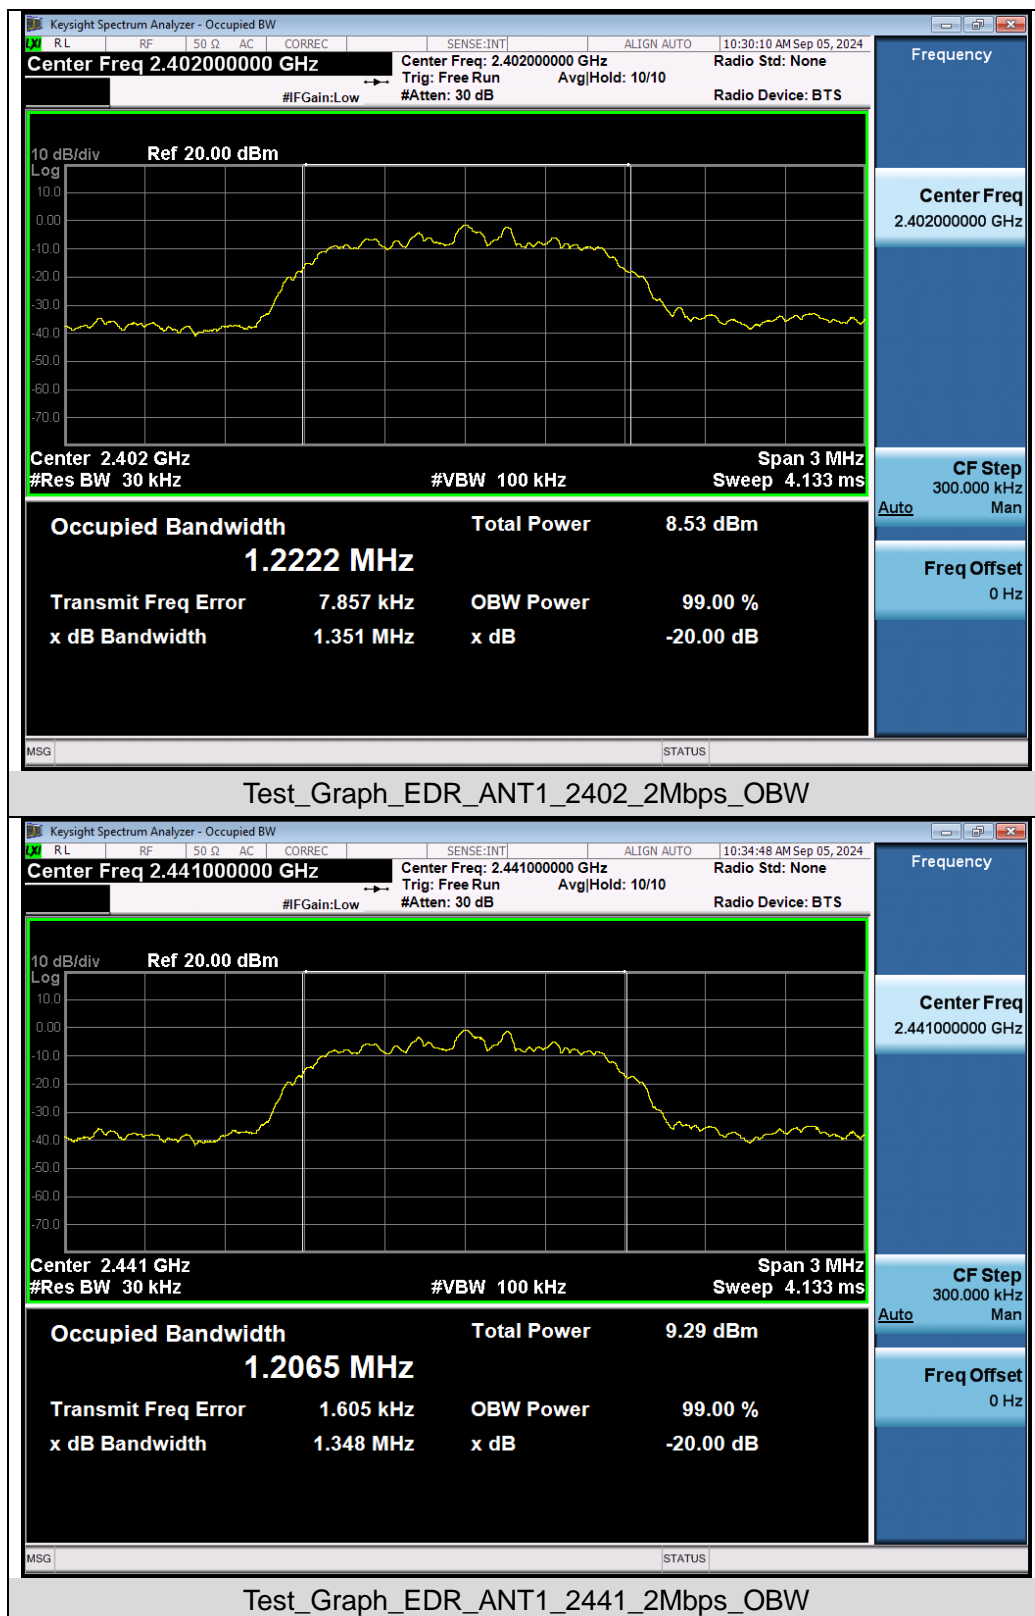 Keysight Spectrum Analyzer - Occupied BW
LXI RL RF 50 Ω AC CORREC SENSE:INT ALIGN AUTO 10:30:10 AM Sep 05, 2024
Center Freq 2.402000000 GHz
Center Freq: 2.402000000 GHz Radio Std: None
Trig: Free Run Avg|Hold: 10/10
#IFGain:Low #Atten: 30 dB Radio Device: BTS
Frequency
10 dB/div Ref 20.00 dBm
Log
10.0
0.00
-10.0
-20.0
-30.0
-40.0
-50.0
-60.0
-70.0
Center 2.402 GHz Span 3 MHz
#Res BW 30 kHz #VBW 100 kHz Sweep 4.133 ms
Center Freq
2.402000000 GHz
CF Step
300.000 kHz
Auto Man
Freq Offset
0 Hz
Occupied Bandwidth Total Power 8.53 dBm
1.2222 MHz
Transmit Freq Error 7.857 kHz OBW Power 99.00 %
x dB Bandwidth 1.351 MHz x dB -20.00 dB
MSG STATUS
Test_Graph_EDR_ANT1_2402_2Mbps_OBW
Keysight Spectrum Analyzer - Occupied BW
LXI RL RF 50 Ω AC CORREC SENSE:INT ALIGN AUTO 10:34:48 AM Sep 05, 2024
Center Freq 2.441000000 GHz
Center Freq: 2.441000000 GHz Radio Std: None
Trig: Free Run Avg|Hold: 10/10
#IFGain:Low #Atten: 30 dB Radio Device: BTS
Frequency
10 dB/div Ref 20.00 dBm
Log
10.0
0.00
-10.0
-20.0
-30.0
-40.0
-50.0
-60.0
-70.0
Center 2.441 GHz Span 3 MHz
#Res BW 30 kHz #VBW 100 kHz Sweep 4.133 ms
Center Freq
2.441000000 GHz
CF Step
300.000 kHz
Auto Man
Freq Offset
0 Hz
Occupied Bandwidth Total Power 9.29 dBm
1.2065 MHz
Transmit Freq Error 1.605 kHz OBW Power 99.00 %
x dB Bandwidth 1.348 MHz x dB -20.00 dB
MSG STATUS
Test_Graph_EDR_ANT1_2441_2Mbps_OBW